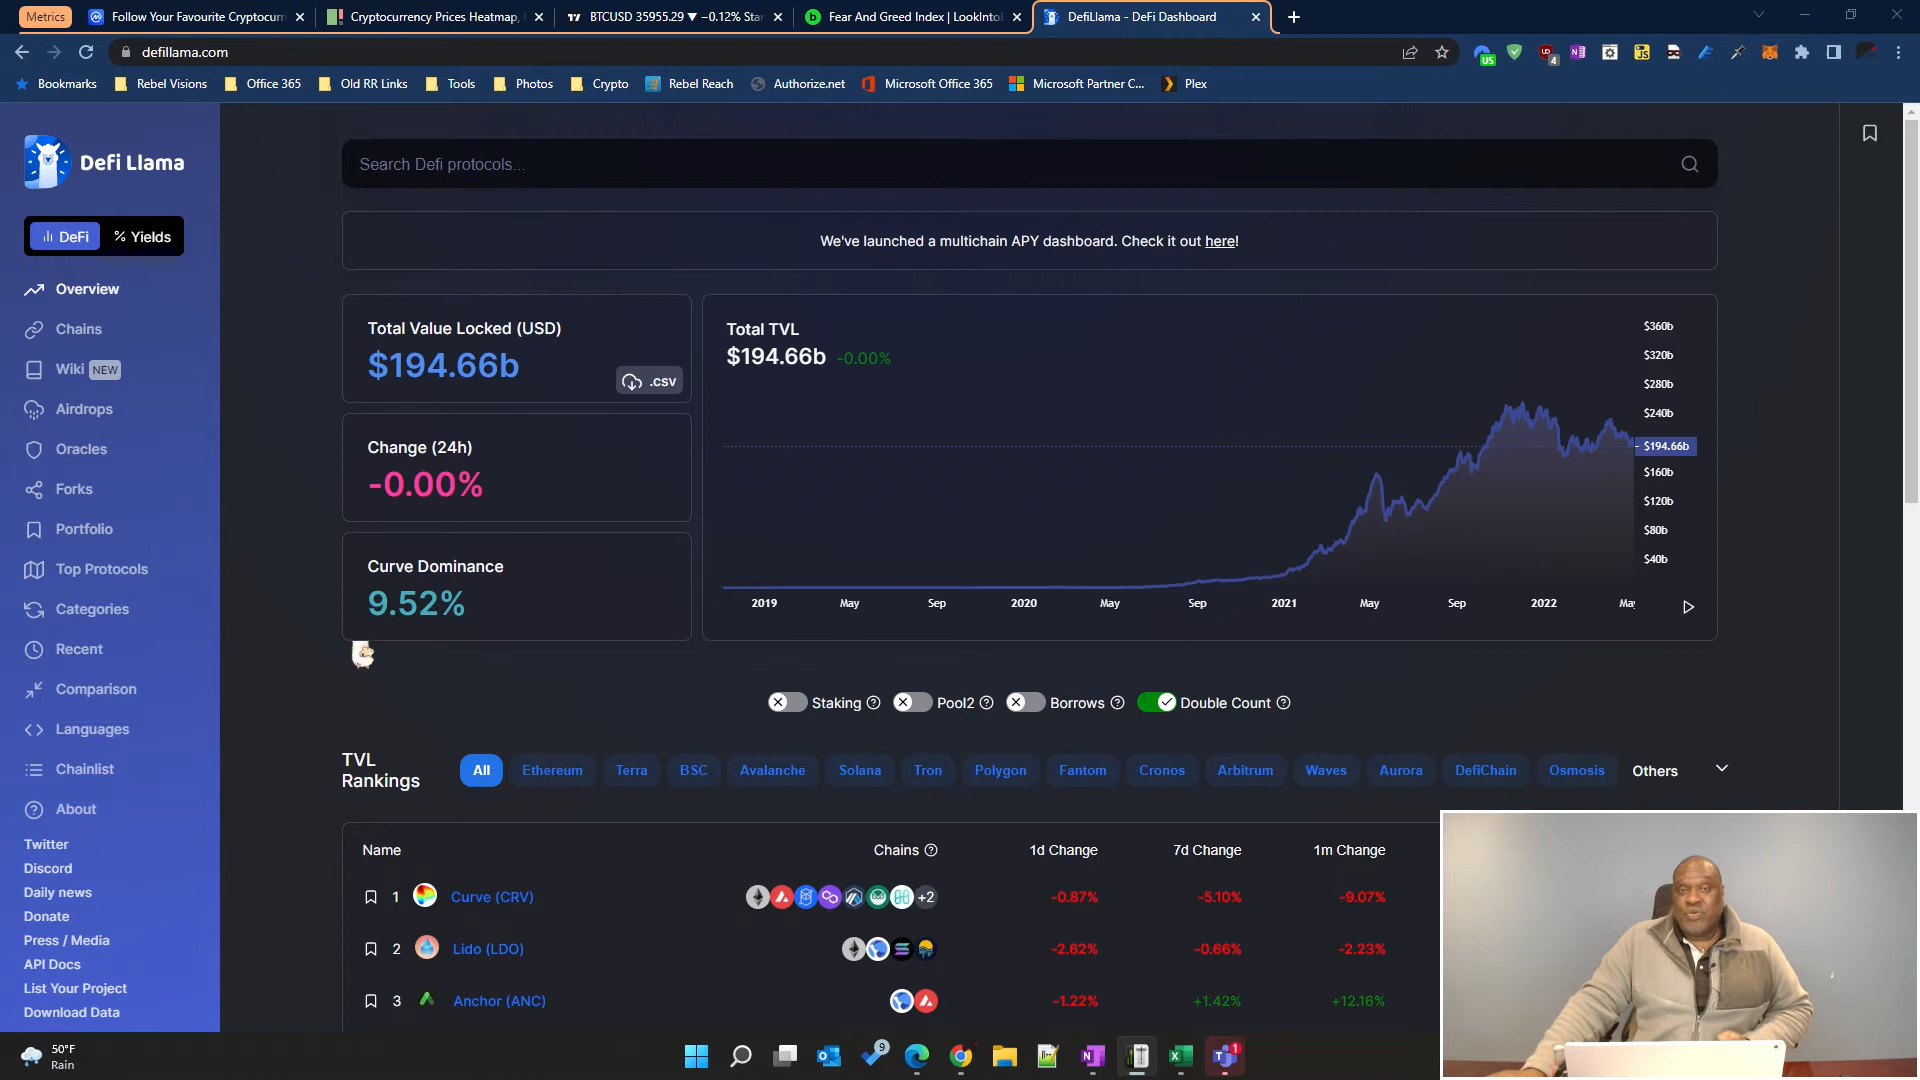 Metrics
Follow Your Favourite Cryptocurr
Cryptocurrency Prices Heatmap,
BTCUSD 35955.29 ▼ −0.12% Star
Fear And Greed Index | LookInto
DefiLlama - DeFi Dashboard
defillama.com
US
4
Bookmarks
Rebel Visions
Office 365
Old RR Links
Tools
Photos
Crypto
Rebel Reach
Authorize.net
Microsoft Office 365
Microsoft Partner C...
Plex
Defi Llama
DeFi
% Yields
Overview
Chains
Wiki NEW
Airdrops
Oracles
Forks
Portfolio
Top Protocols
Categories
Recent
Comparison
Languages
Chainlist
About
Twitter
Discord
Daily news
Donate
Press / Media
API Docs
List Your Project
Download Data
Search Defi protocols...
We've launched a multichain APY dashboard. Check it out here!
Total Value Locked (USD)
$194.66b
.csv
Change (24h)
-0.00%
Curve Dominance
9.52%
Total TVL
$194.66b -0.00%
$360b
$320b
$280b
$240b
$194.66b
$160b
$120b
$80b
$40b
2019 May Sep 2020 May Sep 2021 May Sep 2022 May
Staking
Pool2
Borrows
Double Count
TVL
Rankings
All Ethereum Terra BSC Avalanche Solana Tron Polygon Fantom Cronos Arbitrum Waves Aurora DefiChain Osmosis Others
Name Chains 1d Change 7d Change 1m Change
1 Curve (CRV) +2 -0.87% -5.10% -9.07%
2 Lido (LDO) -2.62% -0.66% -2.23%
3 Anchor (ANC) -1.22% +1.42% +12.16%
50°F
Rain
9
1